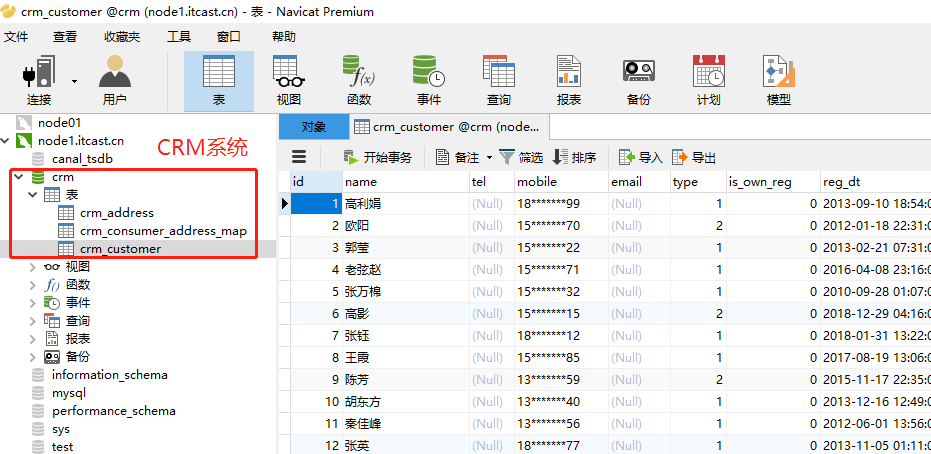 crm_customer @crm (node1.itcast.cn) - 表 - Navicat Premium
文件 查看 收藏夹 工具 窗口 帮助
连接 用户 表 视图 函数 事件 查询 报表 备份 计划 模型
node01
node1.itcast.cn
canal_tsdb
CRM系统
crm
表
crm_address
crm_consumer_address_map
crm_customer
视图
函数
事件
查询
报表
备份
information_schema
mysql
performance_schema
sys
test
对象 crm_customer @crm (node...
开始事务 备注 筛选 排序 导入 导出
id name tel mobile email type is_own_reg reg_dt
1 高利娟 (Null) 18*******99 (Null) 1 0 2013-09-10 18:54:0
2 欧阳 (Null) 15*******70 (Null) 2 0 2012-01-18 22:31:0
3 郭莹 (Null) 15*******22 (Null) 1 0 2013-02-21 07:31:0
4 老弦赵 (Null) 15*******71 (Null) 1 0 2016-04-08 23:16:0
5 张万棉 (Null) 15*******32 (Null) 1 0 2010-09-28 01:07:0
6 高影 (Null) 15*******15 (Null) 2 0 2018-12-29 04:16:0
7 张钰 (Null) 18*******12 (Null) 1 0 2018-01-31 13:22:0
8 王霞 (Null) 15*******85 (Null) 1 0 2017-08-19 13:06:0
9 陈芳 (Null) 13*******59 (Null) 2 0 2015-11-17 22:35:0
10 胡东方 (Null) 13*******40 (Null) 1 0 2013-12-16 12:49:0
11 秦佳峰 (Null) 13*******56 (Null) 1 0 2012-06-01 13:56:0
12 张英 (Null) 18*******77 (Null) 1 0 2013-11-05 01:11:0